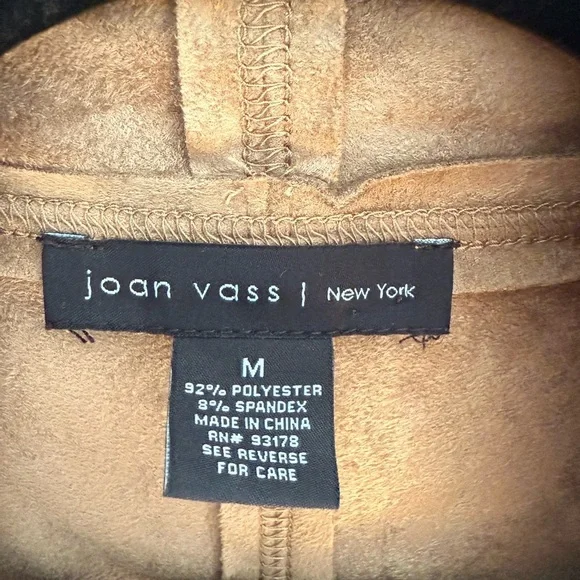 joan vass | New York
M
92% POLYESTER
8% SPANDEX
MADE IN CHINA
RN# 93178
SEE REVERSE
FOR CARE